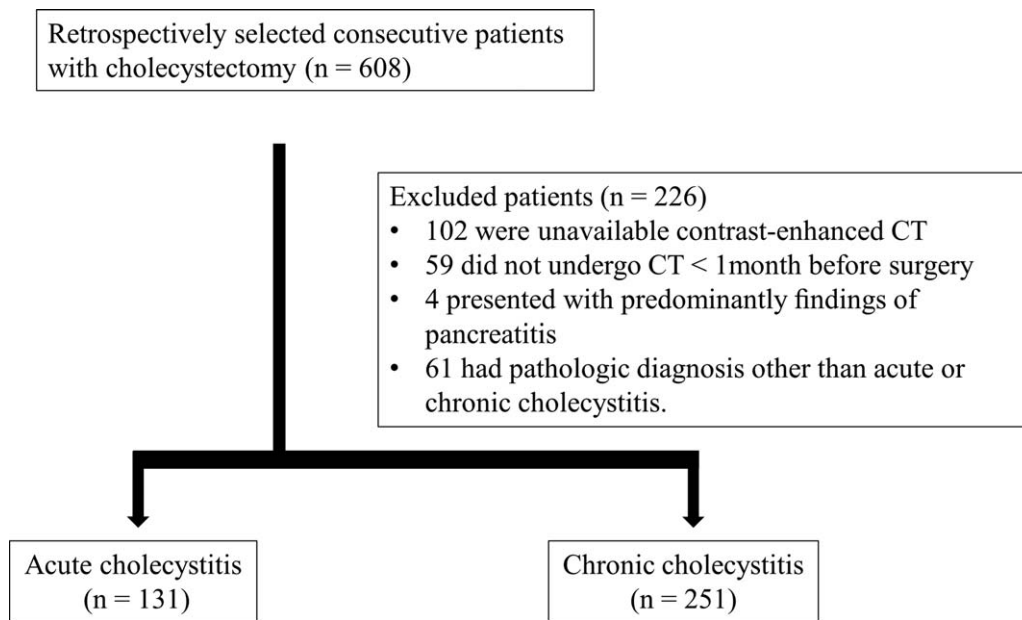 Retrospectively selected consecutive patients
with cholecystectomy (n = 608)
Excluded patients (n = 226)
• 102 were unavailable contrast-enhanced CT
• 59 did not undergo CT < 1month before surgery
• 4 presented with predominantly findings of
pancreatitis
• 61 had pathologic diagnosis other than acute or
chronic cholecystitis.
Acute cholecystitis
(n = 131)
Chronic cholecystitis
(n = 251)